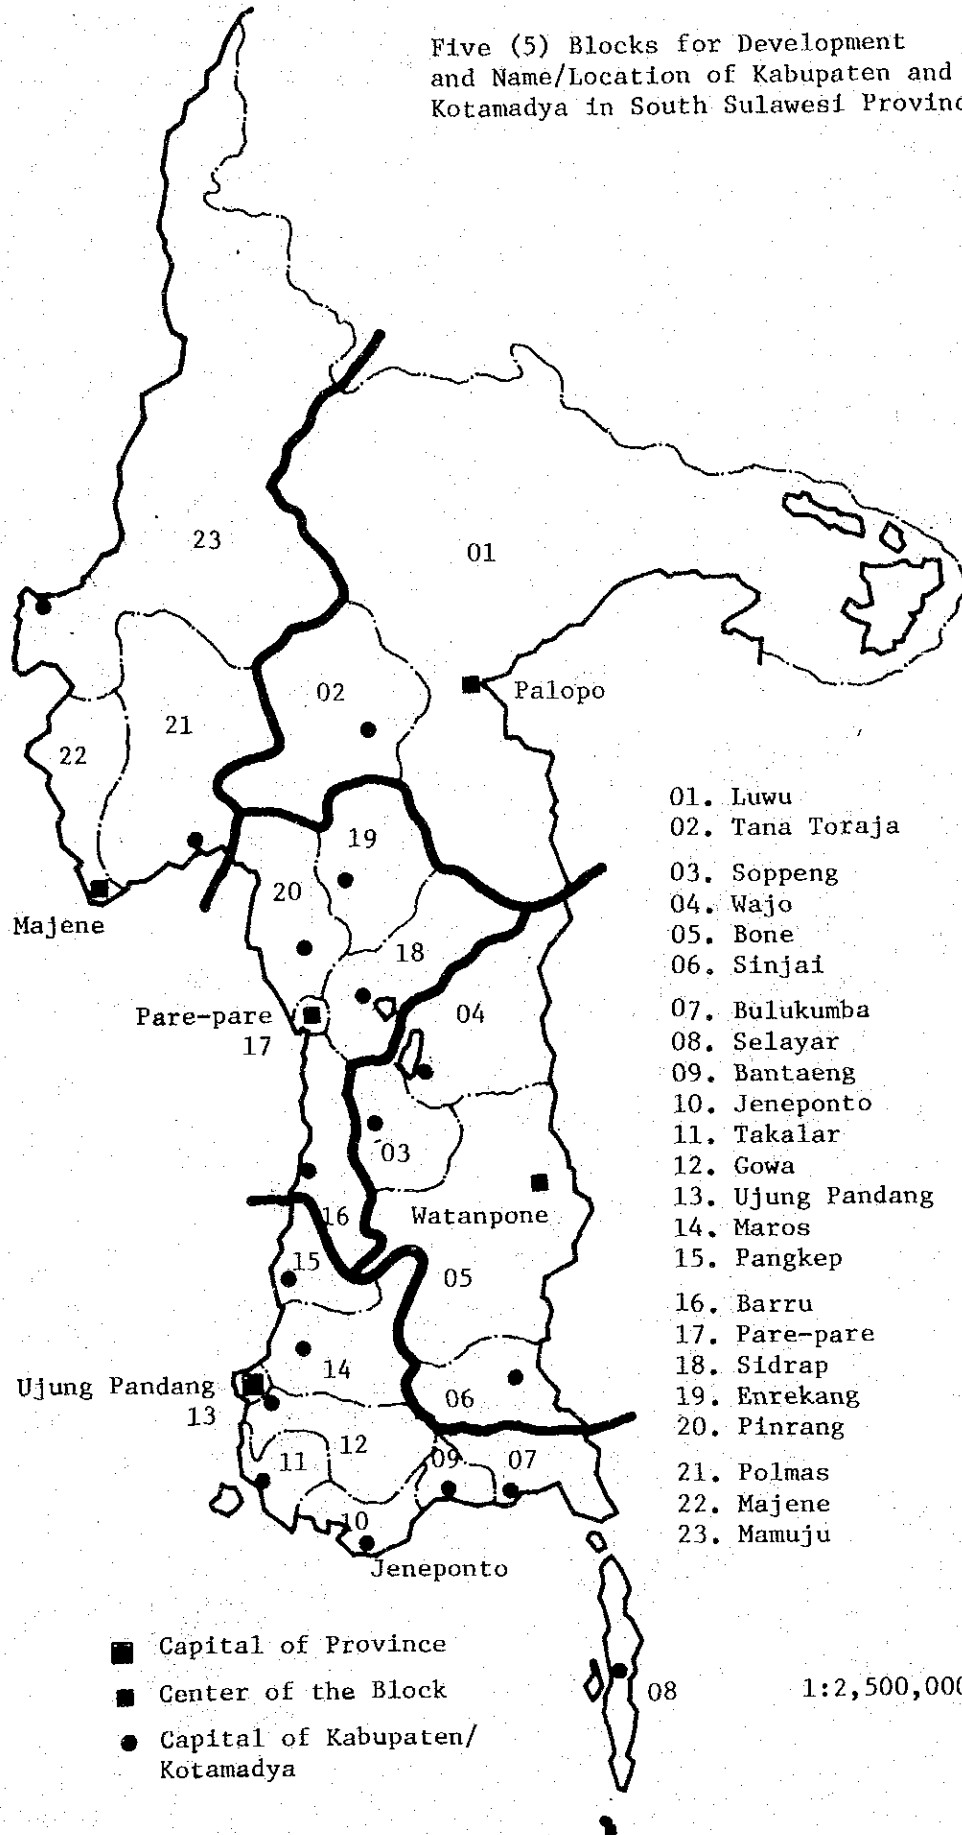 Five (5) Blocks for Development
and Name/Location of Kabupaten and
Kotamadya in South Sulawesi Provinc
23
01
02
Palopo
21
22
19
20
Majene
18
Pare-pare
17
04
03
16
Watanpone
15
05
14
Ujung Pandang
13
06
12
11
09
07
10
Jeneponto
08
01. Luwu
02. Tana Toraja
03. Soppeng
04. Wajo
05. Bone
06. Sinjai
07. Bulukumba
08. Selayar
09. Bantaeng
10. Jeneponto
11. Takalar
12. Gowa
13. Ujung Pandang
14. Maros
15. Pangkep
16. Barru
17. Pare-pare
18. Sidrap
19. Enrekang
20. Pinrang
21. Polmas
22. Majene
23. Mamuju
Capital of Province
Center of the Block
Capital of Kabupaten/
Kotamadya
1:2,500,000